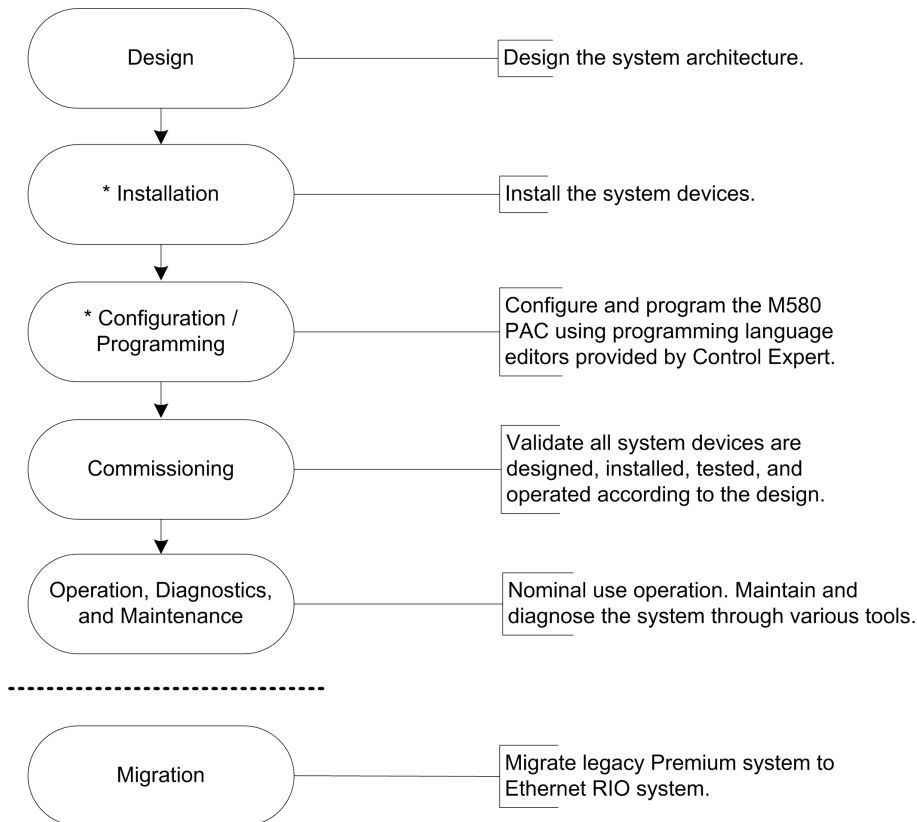 Design
Design the system architecture.
* Installation
Install the system devices.
* Configuration /
Programming
Configure and program the M580
PAC using programming language
editors provided by Control Expert.
Commissioning
Validate all system devices are
designed, installed, tested, and
operated according to the design.
Operation, Diagnostics,
and Maintenance
Nominal use operation. Maintain and
diagnose the system through various tools.
Migration
Migrate legacy Premium system to
Ethernet RIO system.